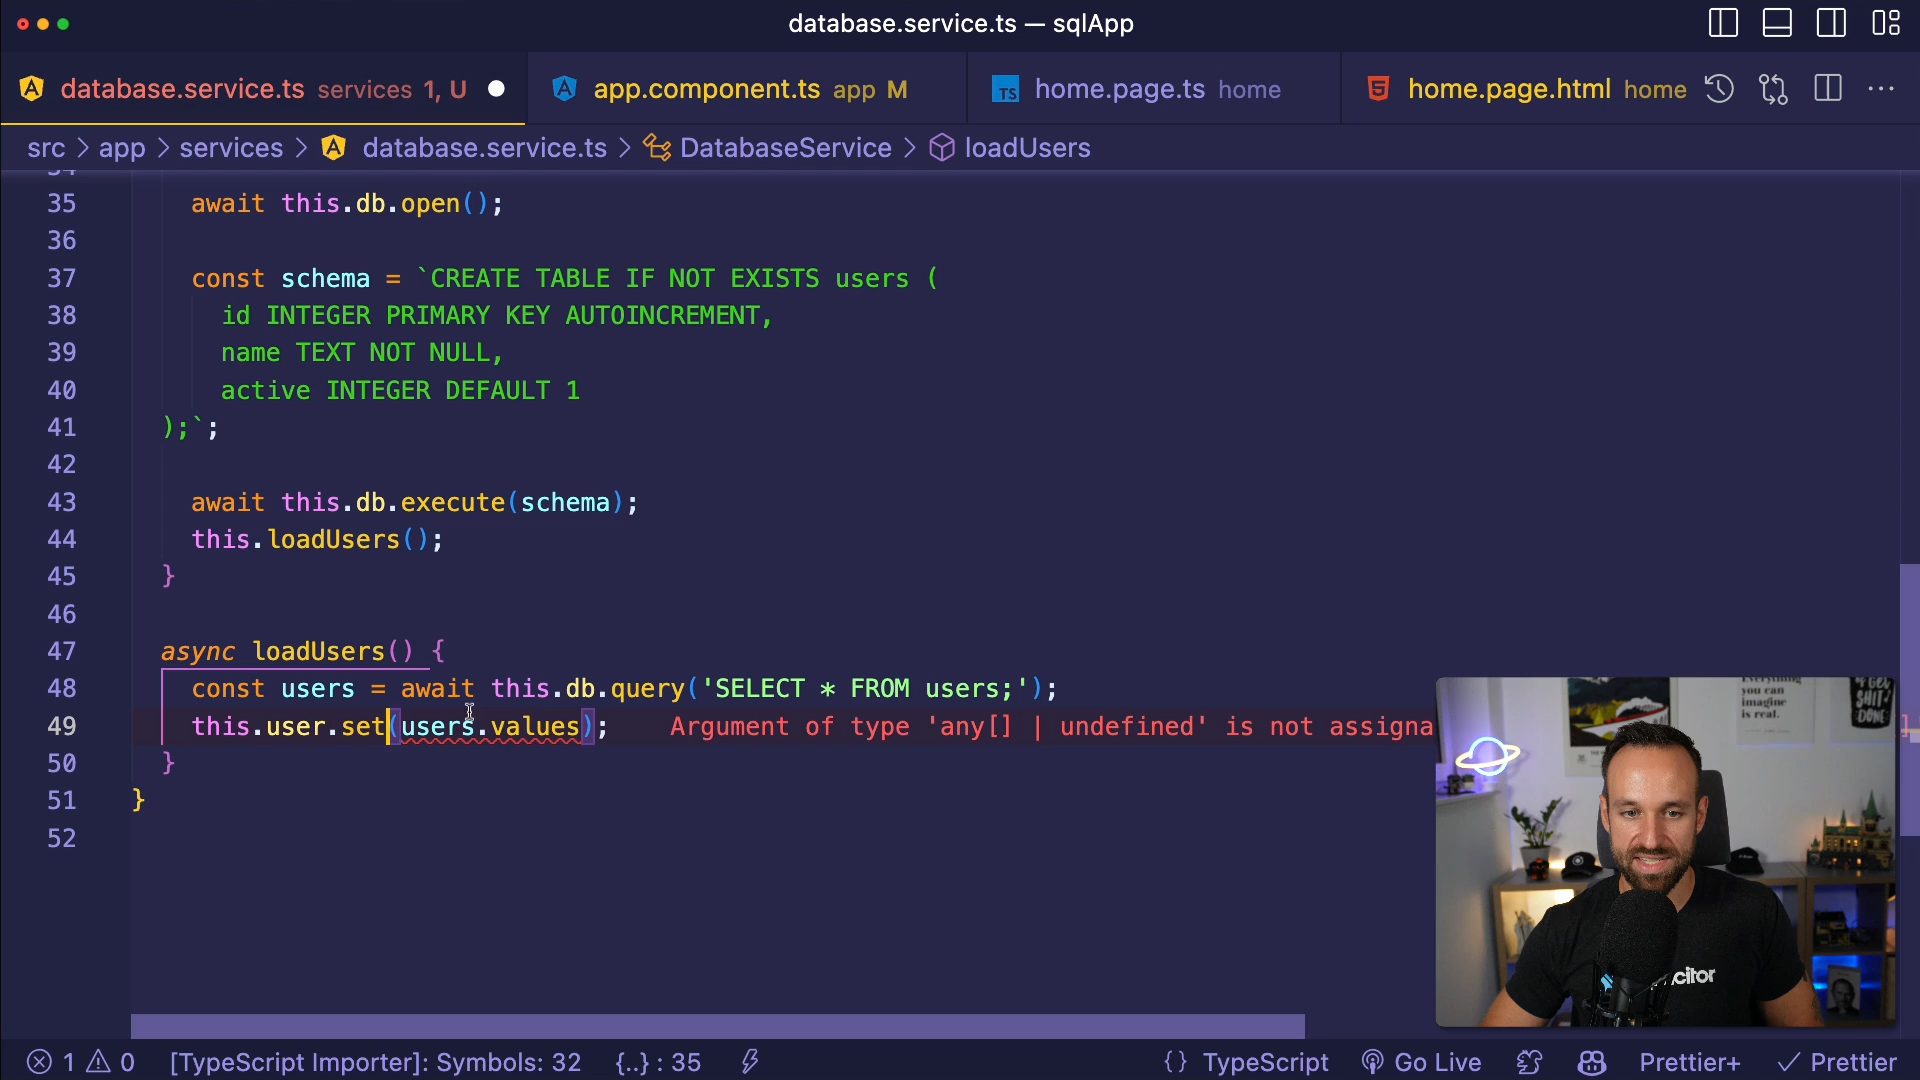 database.service.ts — sqlApp
database.service.ts services 1, U
app.component.ts app M
TS home.page.ts home
home.page.html home
src > app > services > database.service.ts > DatabaseService > loadUsers
34
35 await this.db.open();
36
37 const schema = `CREATE TABLE IF NOT EXISTS users (
38 id INTEGER PRIMARY KEY AUTOINCREMENT,
39 name TEXT NOT NULL,
40 active INTEGER DEFAULT 1
41 );`;
42
43 await this.db.execute(schema);
44 this.loadUsers();
45 }
46
47 async loadUsers() {
48 const users = await this.db.query('SELECT * FROM users;');
49 this.user.set(users.values); Argument of type 'any[] | undefined' is not assigna
50 }
51 }
52
Everything
you can
imagine
is real.
SHIT
DONE
citor
1 0 [TypeScript Importer]: Symbols: 32 {..} : 35
{} TypeScript Go Live Prettier+ ✓ Prettier